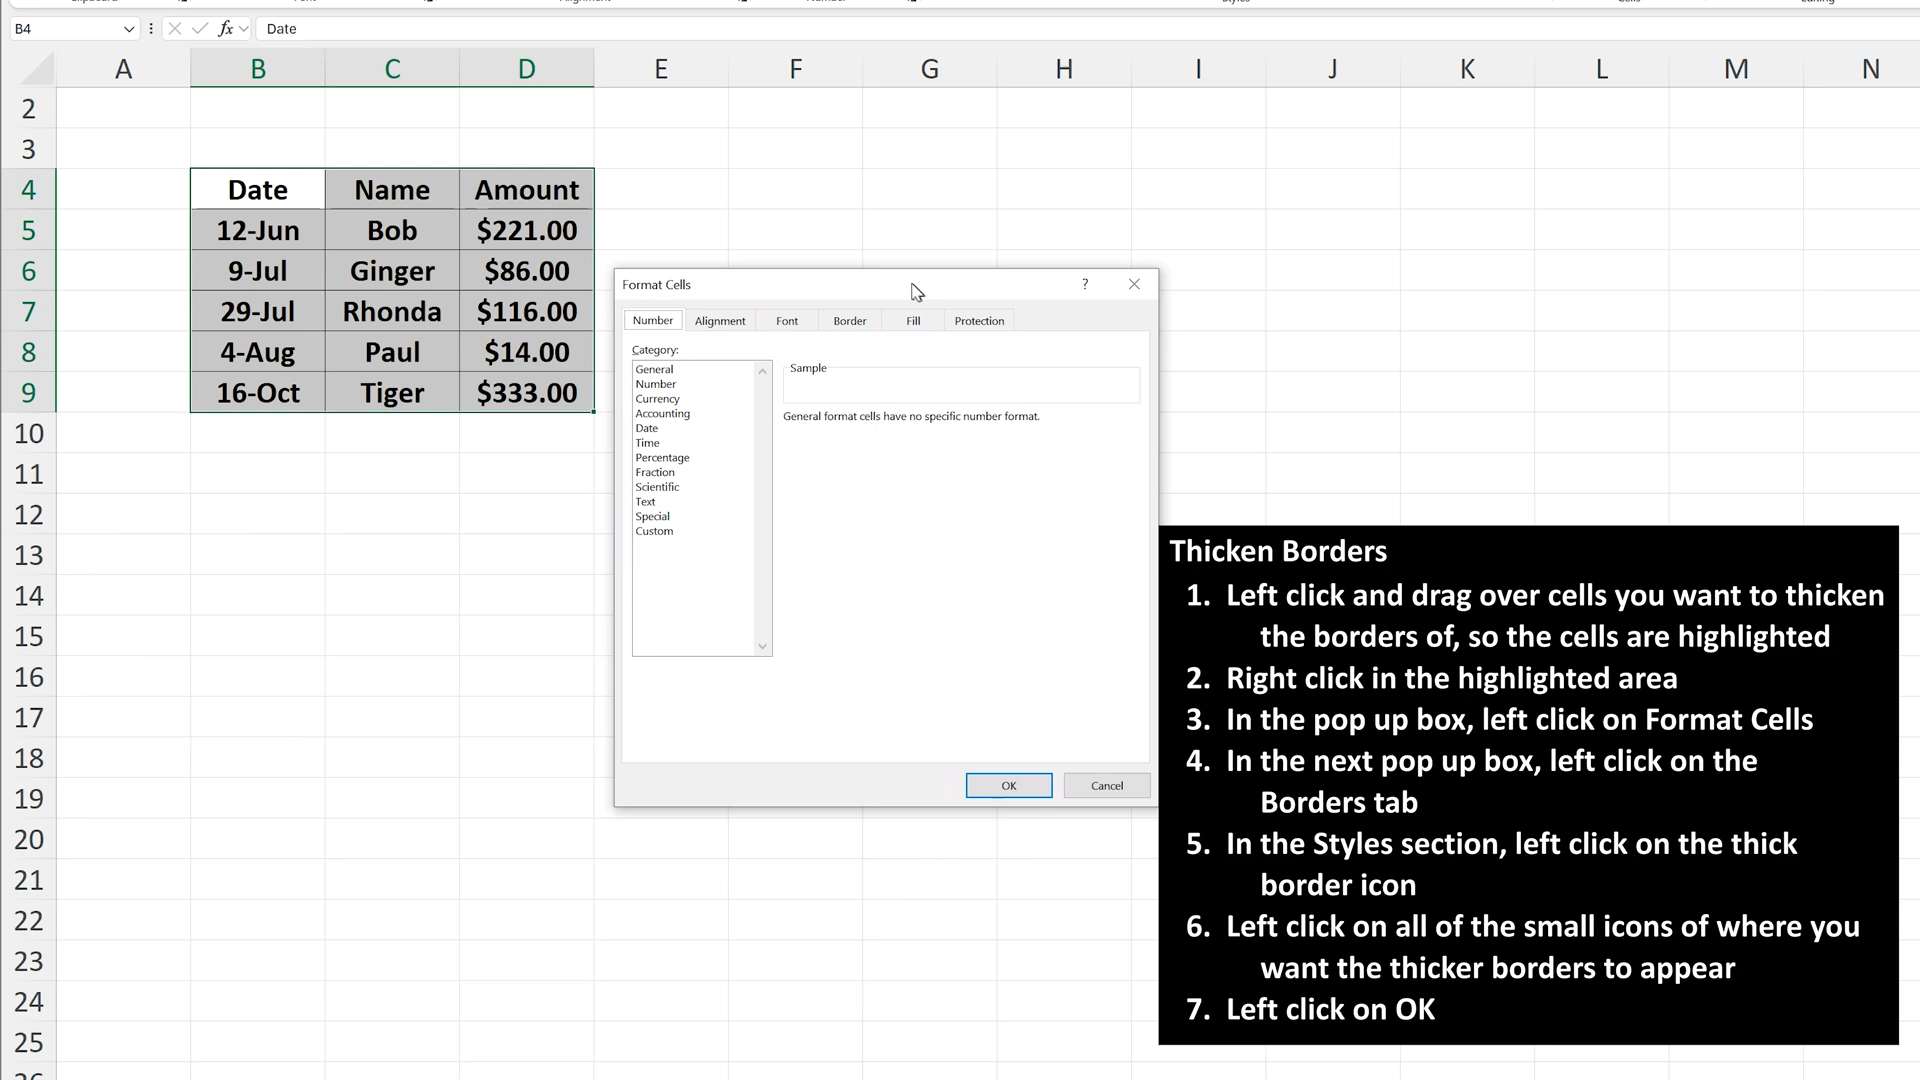 Clipboard Font Alignment Number Styles Cells Editing
B4 fx Date
A B C D E F G H I J K L M N
2
3
4 Date Name Amount
5 12-Jun Bob $221.00
6 9-Jul Ginger $86.00
7 29-Jul Rhonda $116.00
8 4-Aug Paul $14.00
9 16-Oct Tiger $333.00
10
11
12
13
14
15
16
17
18
19
20
21
22
23
24
25
26
Format Cells ?
Number Alignment Font Border Fill Protection
Category:
General
Number
Currency
Accounting
Date
Time
Percentage
Fraction
Scientific
Text
Special
Custom
Sample
General format cells have no specific number format.
OK Cancel
Thicken Borders
1. Left click and drag over cells you want to thicken
the borders of, so the cells are highlighted
2. Right click in the highlighted area
3. In the pop up box, left click on Format Cells
4. In the next pop up box, left click on the
Borders tab
5. In the Styles section, left click on the thick
border icon
6. Left click on all of the small icons of where you
want the thicker borders to appear
7. Left click on OK